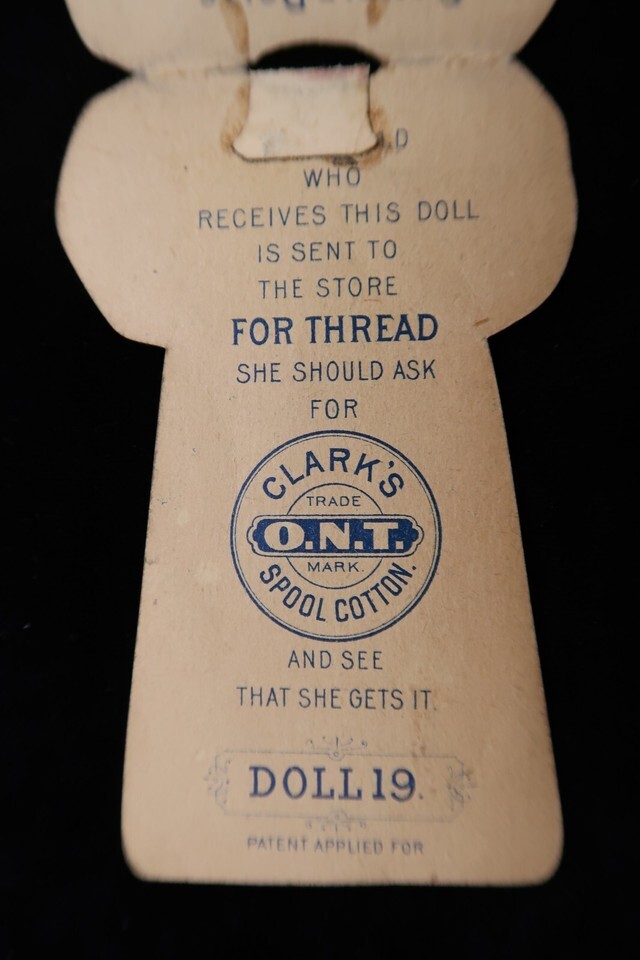 WHO
RECEIVES THIS DOLL
IS SENT TO
THE STORE
FOR THREAD
SHE SHOULD ASK
FOR
CLARK'S
TRADE
O.N.T.
MARK.
SPOOL COTTON.
AND SEE
THAT SHE GETS IT.
DOLL 19.
PATENT APPLIED FOR